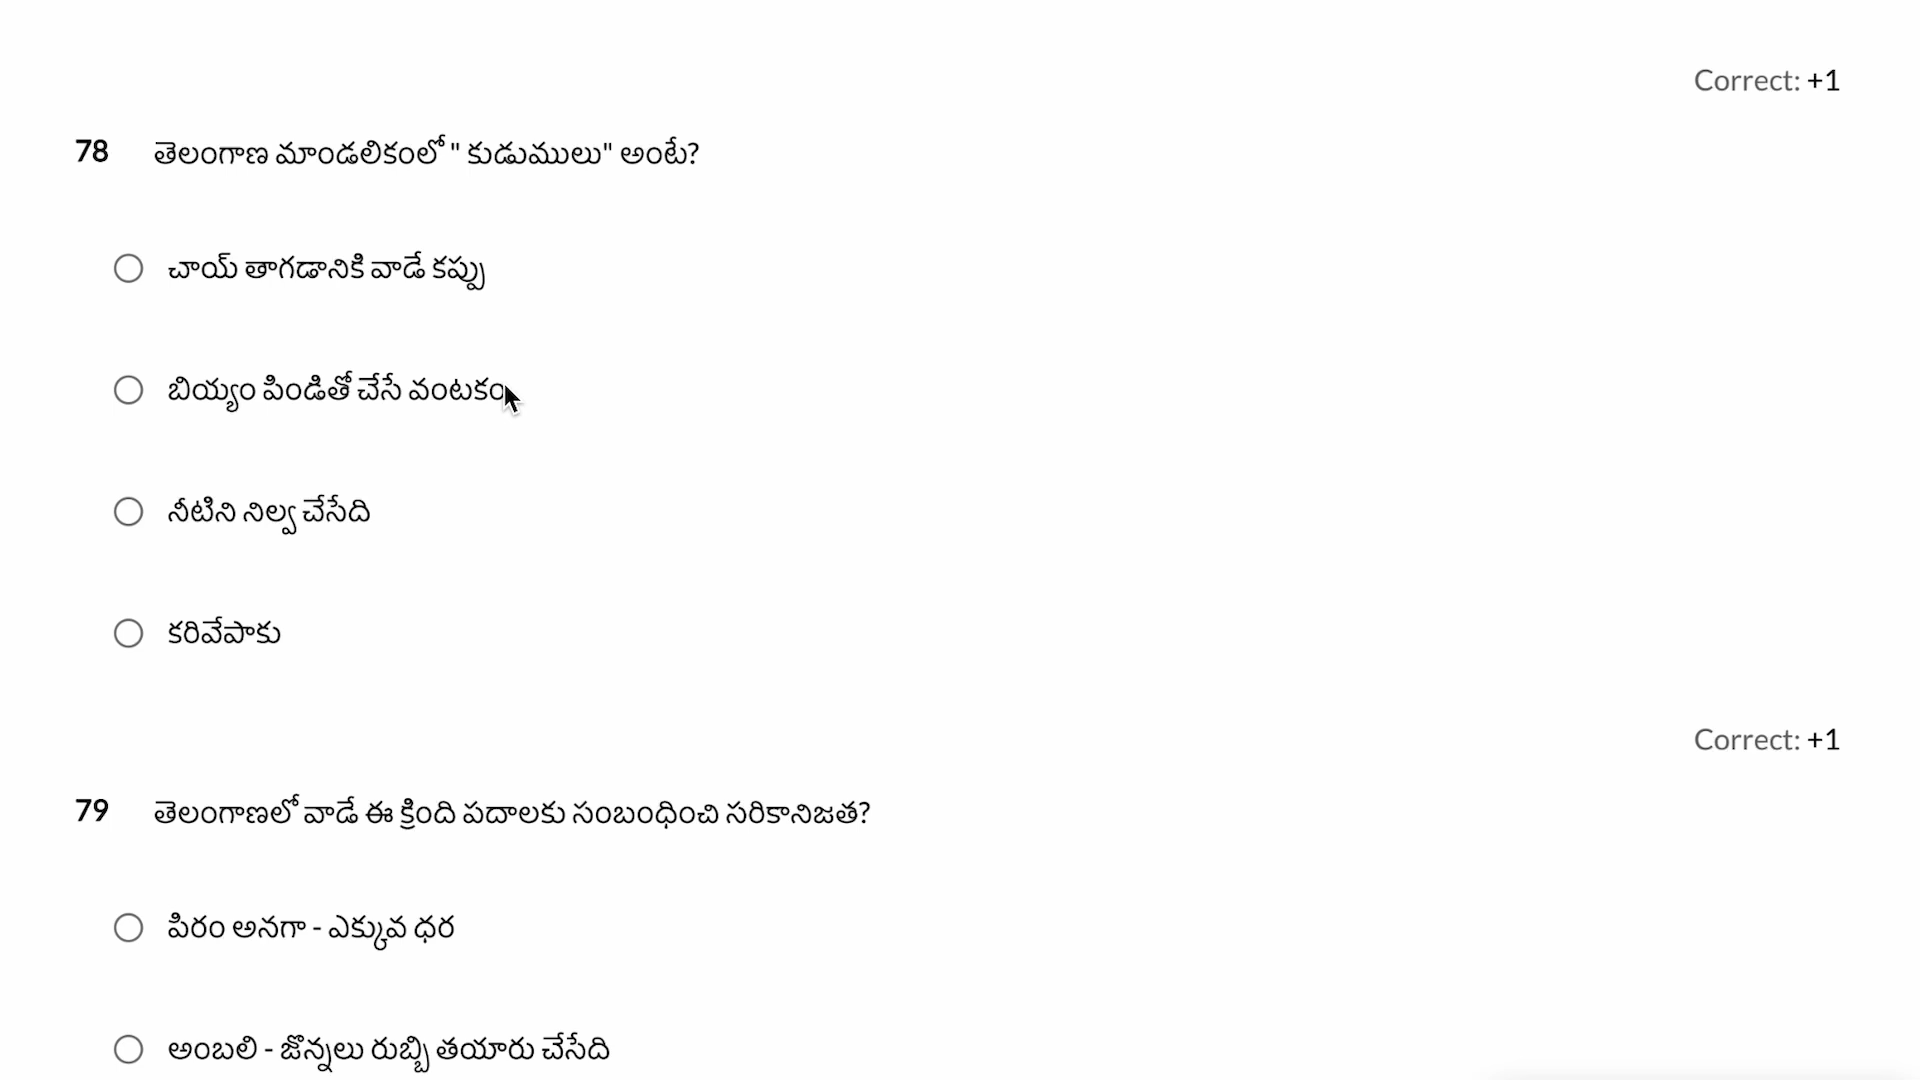 Correct: +1
78 తెలంగాణ మాండలికంలో " కుడుములు" అంటే?
చాయ్ తాగడానికి వాడే కప్పు
బియ్యం పిండితో చేసే వంటకం
నీటిని నిల్వ చేసేది
కరివేపాకు
Correct: +1
79 తెలంగాణలో వాడే ఈ క్రింది పదాలకు సంబంధించి సరికానిజత?
పిరం అనగా - ఎక్కువ ధర
అంబలి - జొన్నలు రుబ్బి తయారు చేసేది